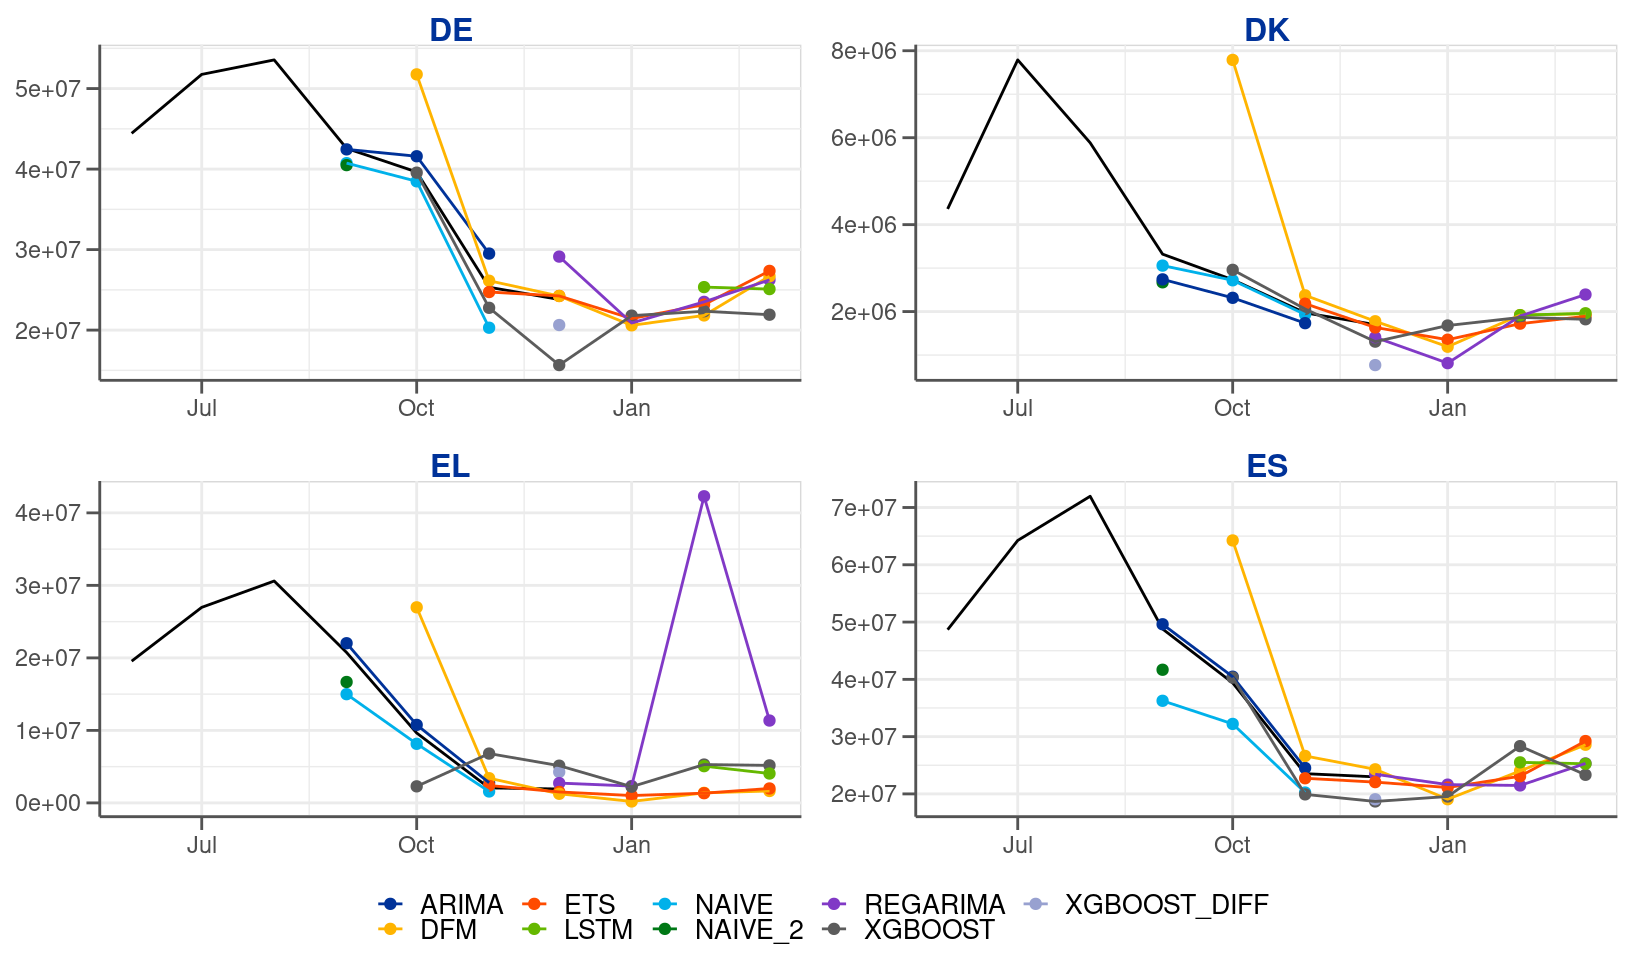 DE
5e+07
4e+07
3e+07
2e+07
Jul Oct Jan
DK
8e+06
6e+06
4e+06
2e+06
Jul Oct Jan
EL
4e+07
3e+07
2e+07
1e+07
0e+00
Jul Oct Jan
ES
7e+07
6e+07
5e+07
4e+07
3e+07
2e+07
Jul Oct Jan
ARIMA ETS NAIVE REGARIMA XGBOOST_DIFF
DFM LSTM NAIVE_2 XGBOOST